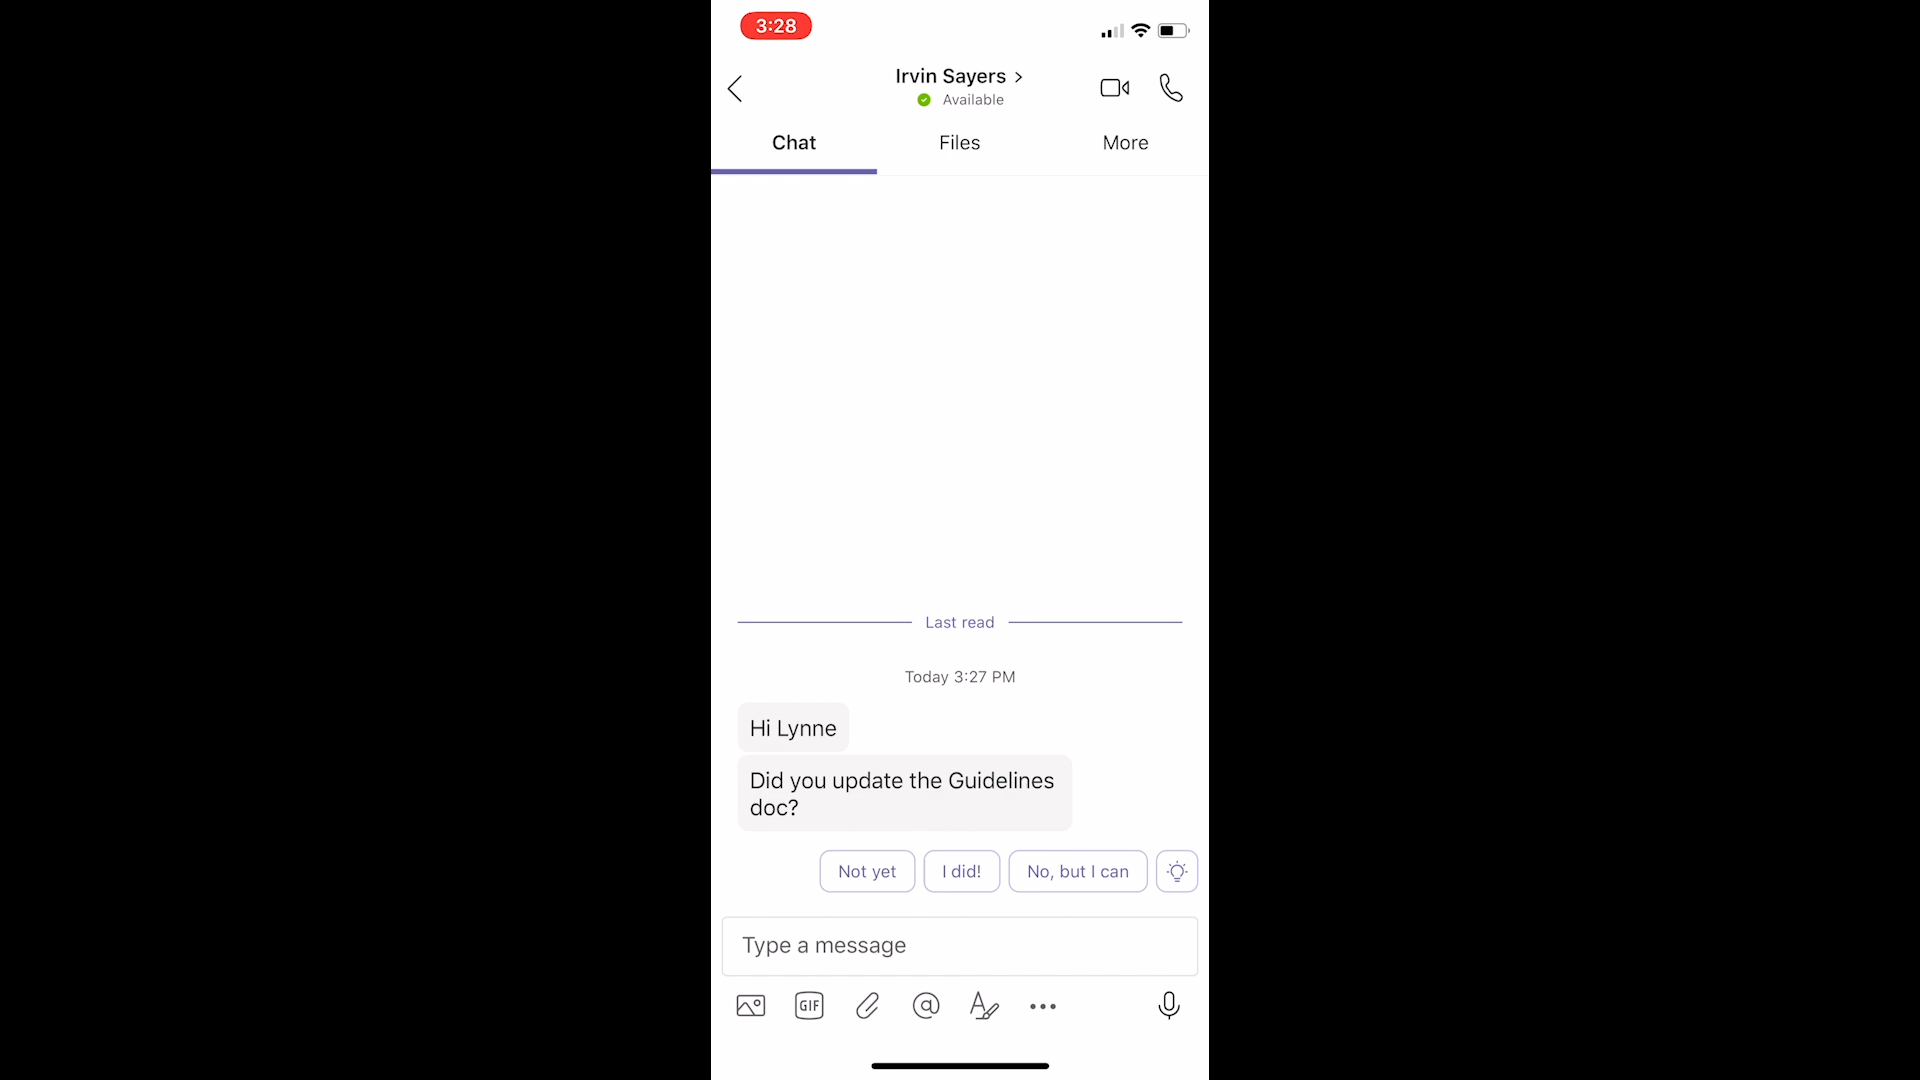 3:28
Irvin Sayers
Available
Chat Files More
Last read
Today 3:27 PM
Hi Lynne
Did you update the Guidelines
doc?
Not yet I did! No, but I can
Type a message
GIF